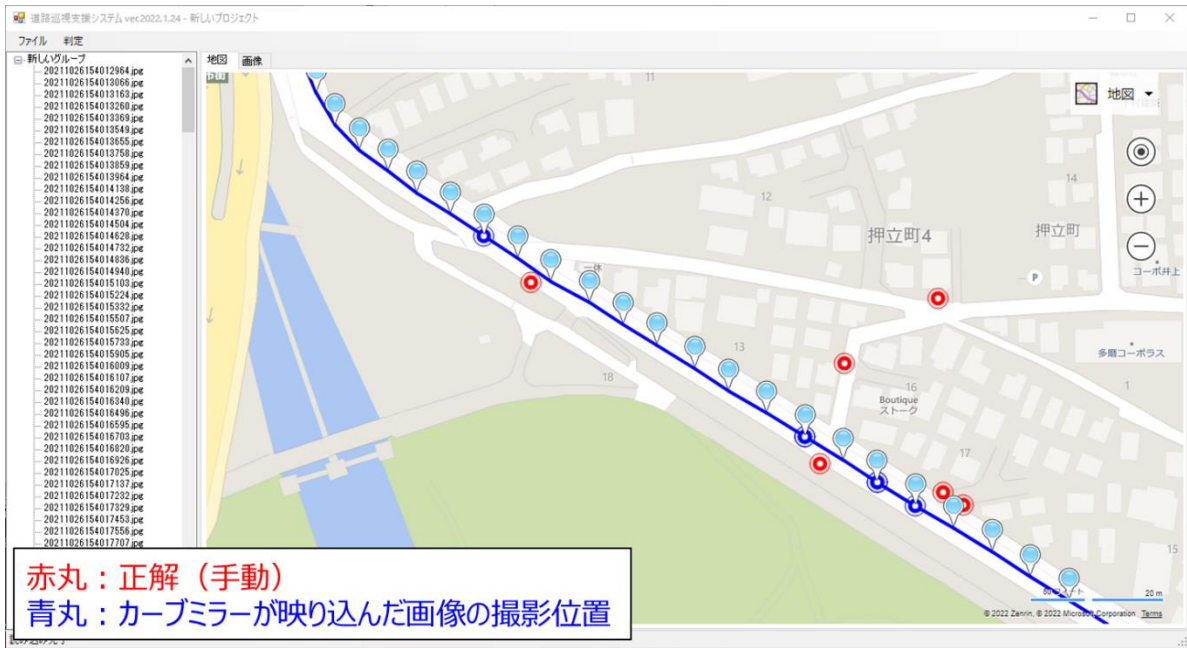 道路巡視支援システム ver.2022.1.24 - 新しいプロジェクト
ファイル 判定
新しいグループ
20211026154012964.jpg
20211026154013066.jpg
20211026154013163.jpg
20211026154013260.jpg
20211026154013369.jpg
20211026154013549.jpg
20211026154013655.jpg
20211026154013758.jpg
20211026154013859.jpg
20211026154013964.jpg
20211026154014138.jpg
20211026154014256.jpg
20211026154014370.jpg
20211026154014504.jpg
20211026154014628.jpg
20211026154014732.jpg
20211026154014836.jpg
20211026154014940.jpg
20211026154015103.jpg
20211026154015224.jpg
20211026154015332.jpg
20211026154015507.jpg
20211026154015625.jpg
20211026154015733.jpg
20211026154015905.jpg
20211026154016009.jpg
20211026154016107.jpg
20211026154016209.jpg
20211026154016340.jpg
20211026154016496.jpg
20211026154016595.jpg
20211026154016703.jpg
20211026154016820.jpg
20211026154016926.jpg
20211026154017025.jpg
20211026154017137.jpg
20211026154017232.jpg
20211026154017329.jpg
20211026154017453.jpg
20211026154017556.jpg
20211026154017707.jpg
地図 画像
11
地図
12
14
押立町4
押立町
一休
P
コーポ井上
13
多磨コーポラス
18
16
1
Boutique
ストーク
17
15
50フィート 20 m
© 2022 Zenrin, © 2022 Microsoft Corporation Terms
赤丸：正解（手動）
青丸：カーブミラーが映り込んだ画像の撮影位置